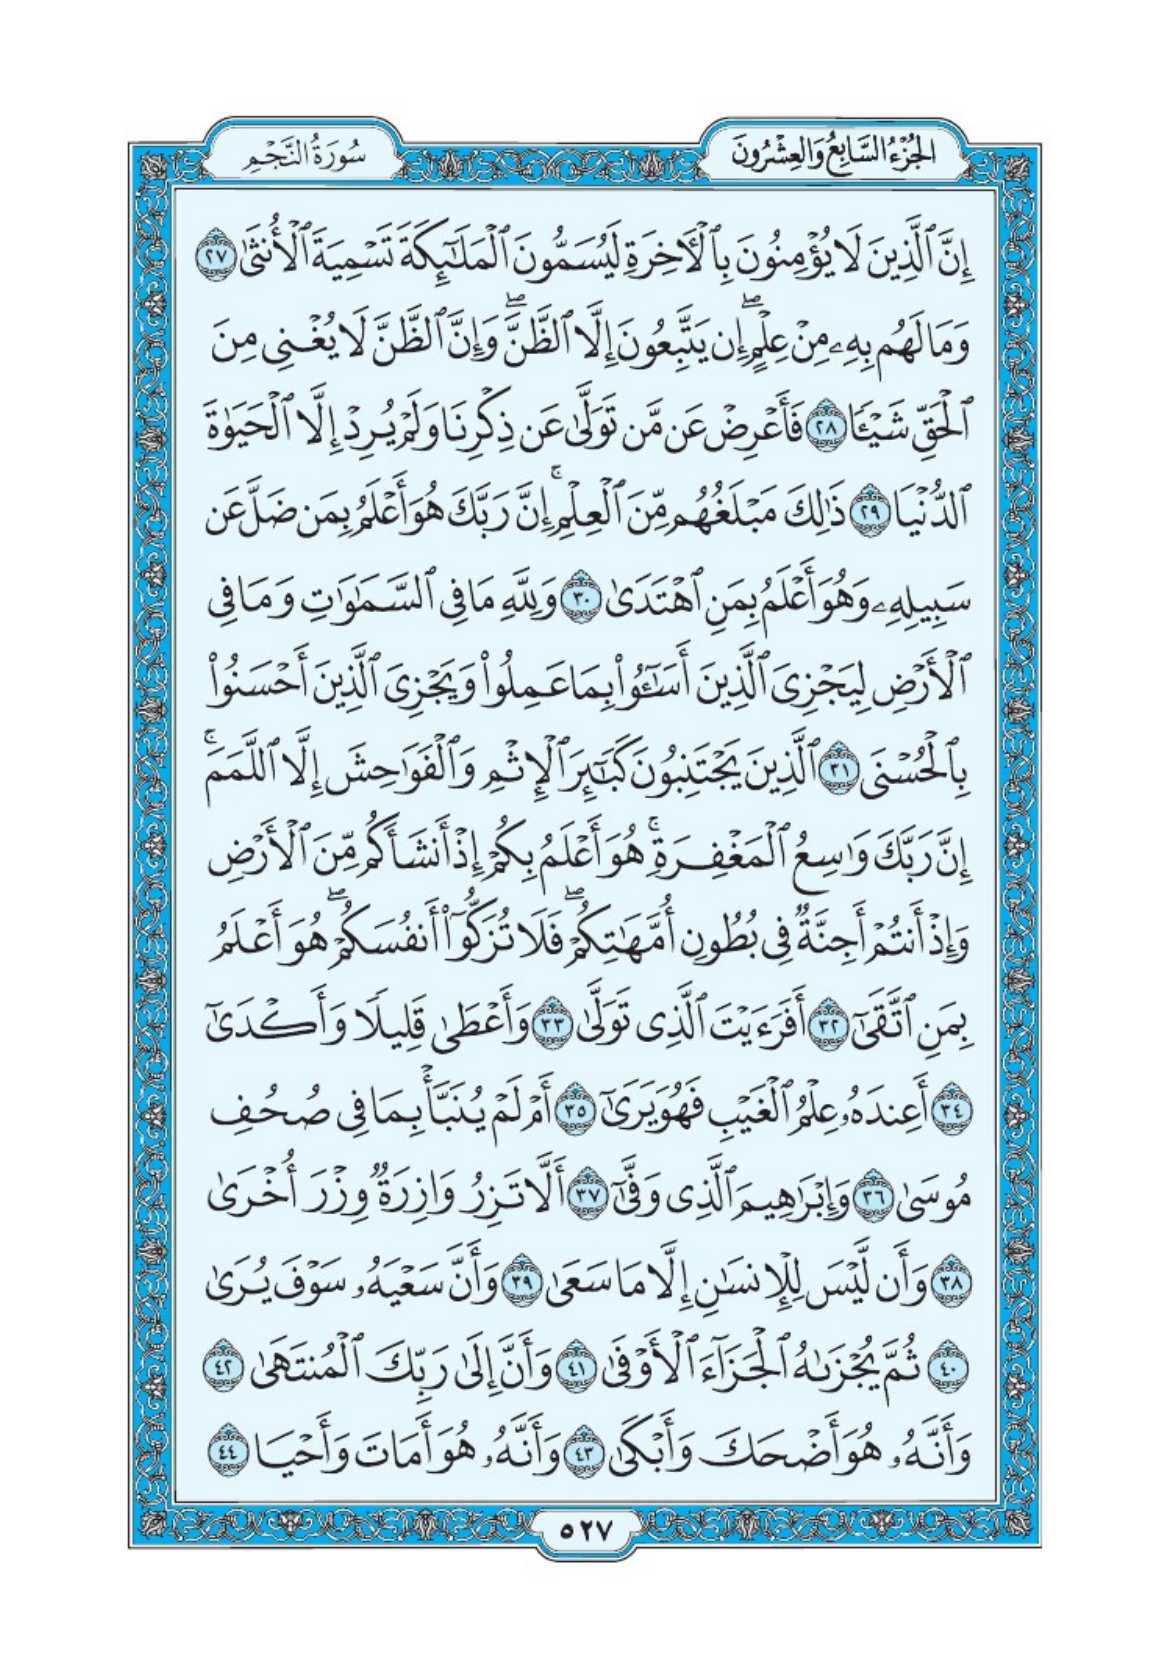 الجُزْءُ السَّابِعُ وَالعِشْرُونَ
سُورَةُ النَّجْمِ
إِنَّ ٱلَّذِينَ لَا يُؤْمِنُونَ بِٱلْأٓخِرَةِ لَيُسَمُّونَ ٱلْمَلَٰٓئِكَةَ تَسْمِيَةَ ٱلْأُنثَىٰ ٢٧
وَمَا لَهُم بِهِۦ مِنْ عِلْمٍ ۖ إِن يَتَّبِعُونَ إِلَّا ٱلظَّنَّ ۖ وَإِنَّ ٱلظَّنَّ لَا يُغْنِى مِنَ
ٱلْحَقِّ شَيْـًٔا ٢٨ فَأَعْرِضْ عَن مَّن تَوَلَّىٰ عَن ذِكْرِنَا وَلَمْ يُرِدْ إِلَّا ٱلْحَيَوٰةَ
ٱلدُّنْيَا ٢٩ ذَٰلِكَ مَبْلَغُهُم مِّنَ ٱلْعِلْمِ ۚ إِنَّ رَبَّكَ هُوَ أَعْلَمُ بِمَن ضَلَّ عَن
سَبِيلِهِۦ وَهُوَ أَعْلَمُ بِمَنِ ٱهْتَدَىٰ ٣٠ وَلِلَّهِ مَا فِى ٱلسَّمَٰوَٰتِ وَمَا فِى
ٱلْأَرْضِ لِيَجْزِىَ ٱلَّذِينَ أَسَٰٓـُٔوا۟ بِمَا عَمِلُوا۟ وَيَجْزِىَ ٱلَّذِينَ أَحْسَنُوا۟
بِٱلْحُسْنَى ٣١ ٱلَّذِينَ يَجْتَنِبُونَ كَبَٰٓئِرَ ٱلْإِثْمِ وَٱلْفَوَٰحِشَ إِلَّا ٱللَّمَمَ ۚ
إِنَّ رَبَّكَ وَٰسِعُ ٱلْمَغْفِرَةِ ۚ هُوَ أَعْلَمُ بِكُمْ إِذْ أَنشَأَكُم مِّنَ ٱلْأَرْضِ
وَإِذْ أَنتُمْ أَجِنَّةٌ فِى بُطُونِ أُمَّهَٰتِكُمْ ۖ فَلَا تُزَكُّوٓا۟ أَنفُسَكُمْ ۖ هُوَ أَعْلَمُ
بِمَنِ ٱتَّقَىٰٓ ٣٢ أَفَرَءَيْتَ ٱلَّذِى تَوَلَّىٰ ٣٣ وَأَعْطَىٰ قَلِيلًا وَأَكْدَىٰٓ
٣٤ أَعِندَهُۥ عِلْمُ ٱلْغَيْبِ فَهُوَ يَرَىٰٓ ٣٥ أَمْ لَمْ يُنَبَّأْ بِمَا فِى صُحُفِ
مُوسَىٰ ٣٦ وَإِبْرَٰهِيمَ ٱلَّذِى وَفَّىٰٓ ٣٧ أَلَّا تَزِرُ وَازِرَةٌ وِزْرَ أُخْرَىٰ
٣٨ وَأَن لَّيْسَ لِلْإِنسَٰنِ إِلَّا مَا سَعَىٰ ٣٩ وَأَنَّ سَعْيَهُۥ سَوْفَ يُرَىٰ
٤٠ ثُمَّ يُجْزَىٰهُ ٱلْجَزَآءَ ٱلْأَوْفَىٰ ٤١ وَأَنَّ إِلَىٰ رَبِّكَ ٱلْمُنتَهَىٰ ٤٢
وَأَنَّهُۥ هُوَ أَضْحَكَ وَأَبْكَىٰ ٤٣ وَأَنَّهُۥ هُوَ أَمَاتَ وَأَحْيَا ٤٤
٥٢٧